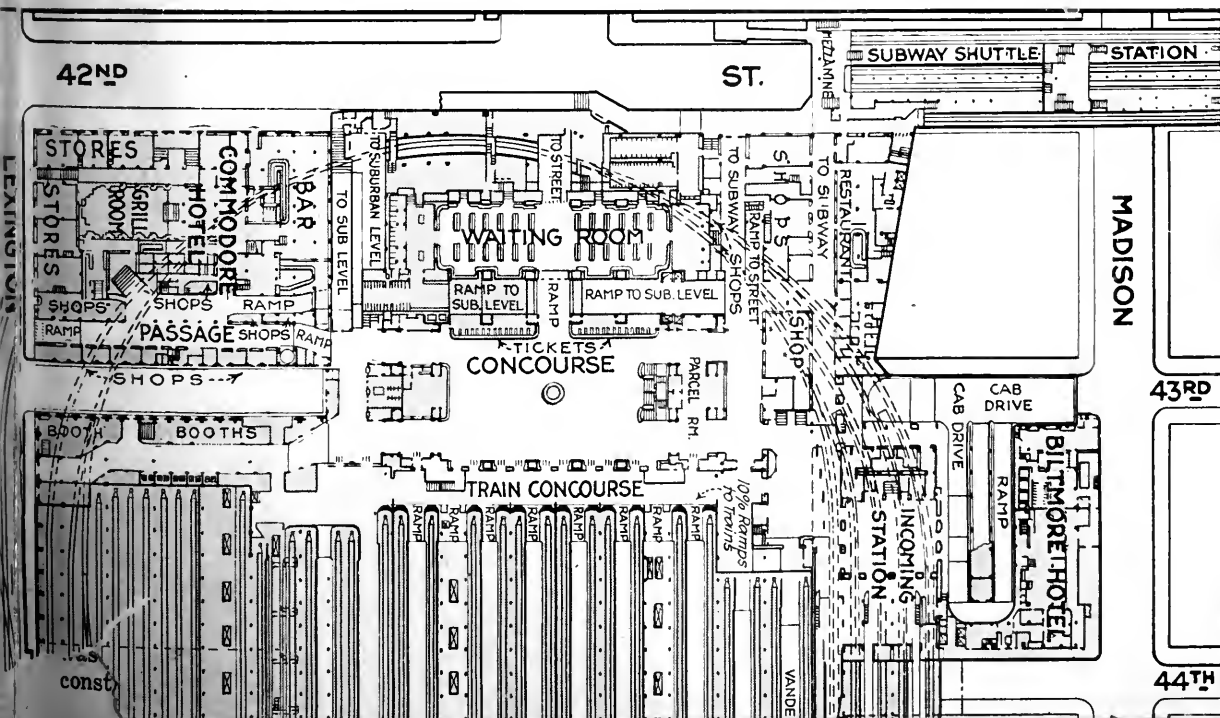 42ND ST.
MEZZANINE
SUBWAY SHUTTLE STATION
LEXINGTON
STORES
STORES
GRILL ROOM
COMMODORE HOTEL
BAR
TO SUB LEVEL
TO SUBURBAN LEVEL
TO STREET
WAITING ROOM
TO SUBWAY
SHOPS
SHOPS
RAMP TO STREET
TO SUBWAY
RESTAURANT
MADISON
SHOPS
SHOPS
RAMP
RAMP
PASSAGE
SHOPS
RAMP
RAMP TO SUB. LEVEL
RAMP
RAMP TO SUB. LEVEL
TICKETS
CONCOURSE
SHOP
SHOPS
PARCEL RM.
CAB DRIVE
CAB DRIVE
43RD
BOOTH
BOOTHS
TRAIN CONCOURSE
10% Ramps to Trains
RAMP
RAMP
RAMP
RAMP
RAMP
RAMP
RAMP
RAMP
INCOMING STATION
RAMP
BILTMORE HOTEL
44TH
VANDE
const